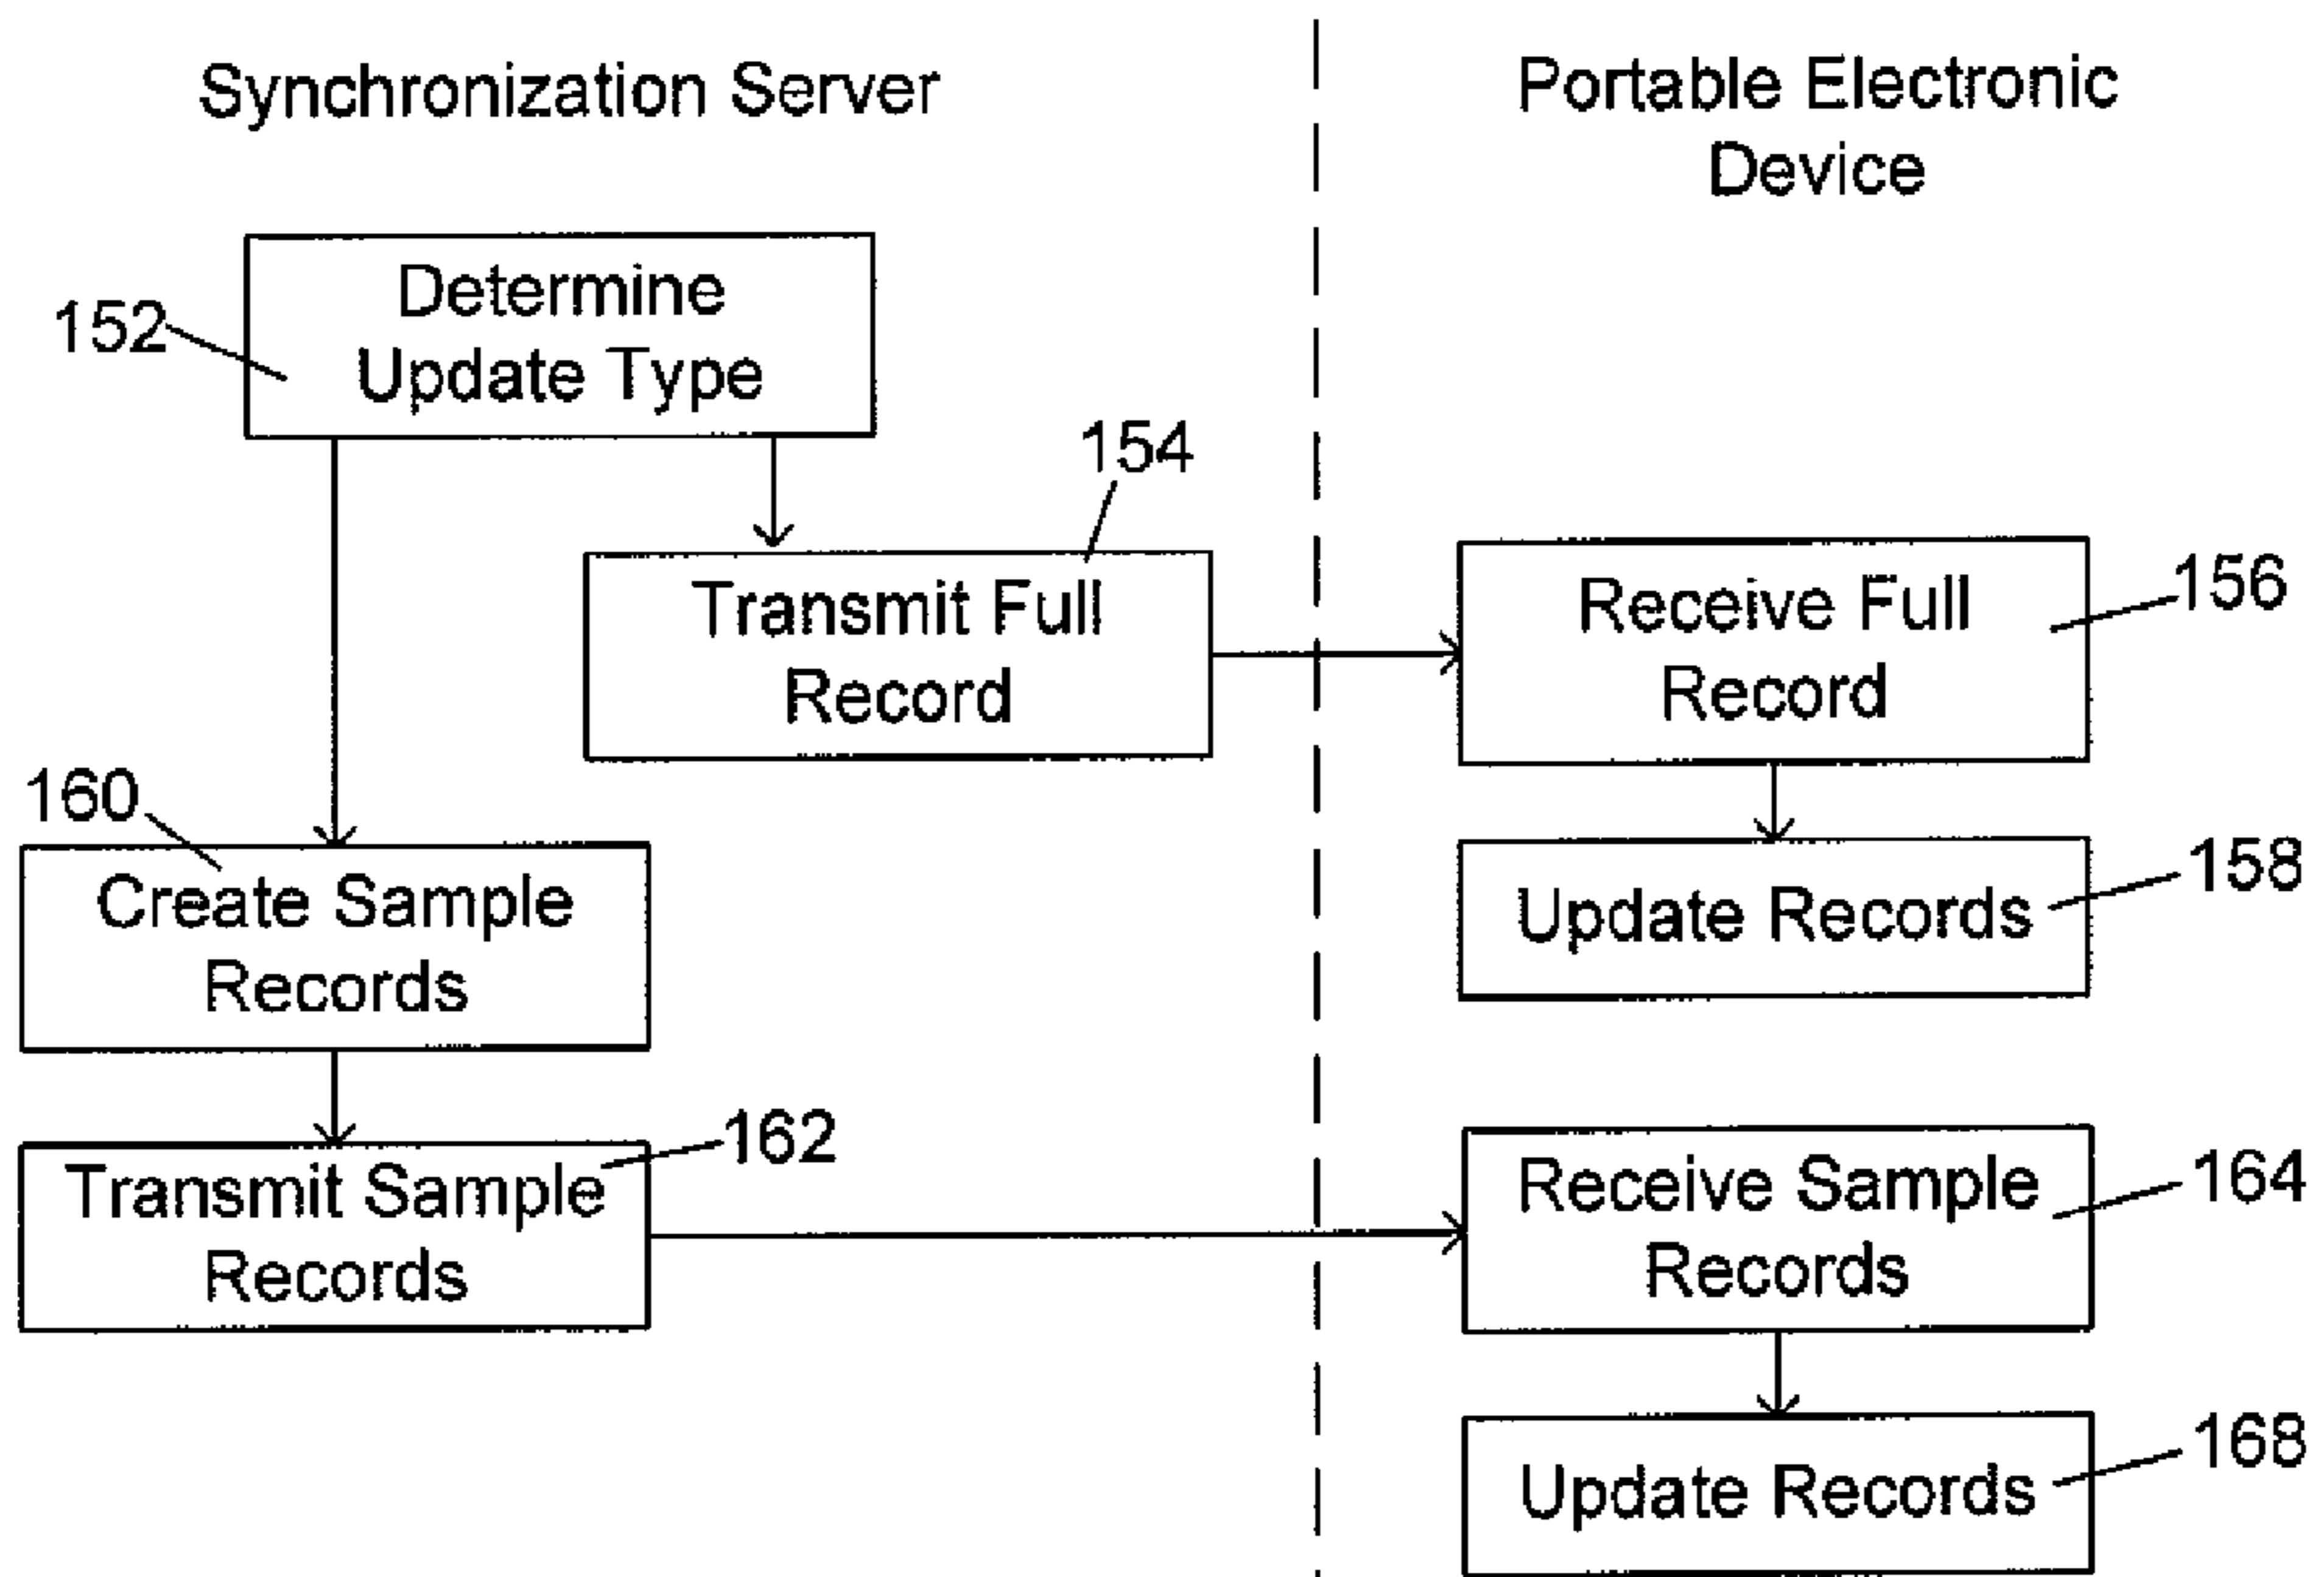 Synchronization Server
Portable Electronic
Device
152
Determine
Update Type
154
Transmit Full
Record
Receive Full
Record
156
160
Create Sample
Records
Update Records
158
Transmit Sample
Records
162
Receive Sample
Records
164
Update Records
168